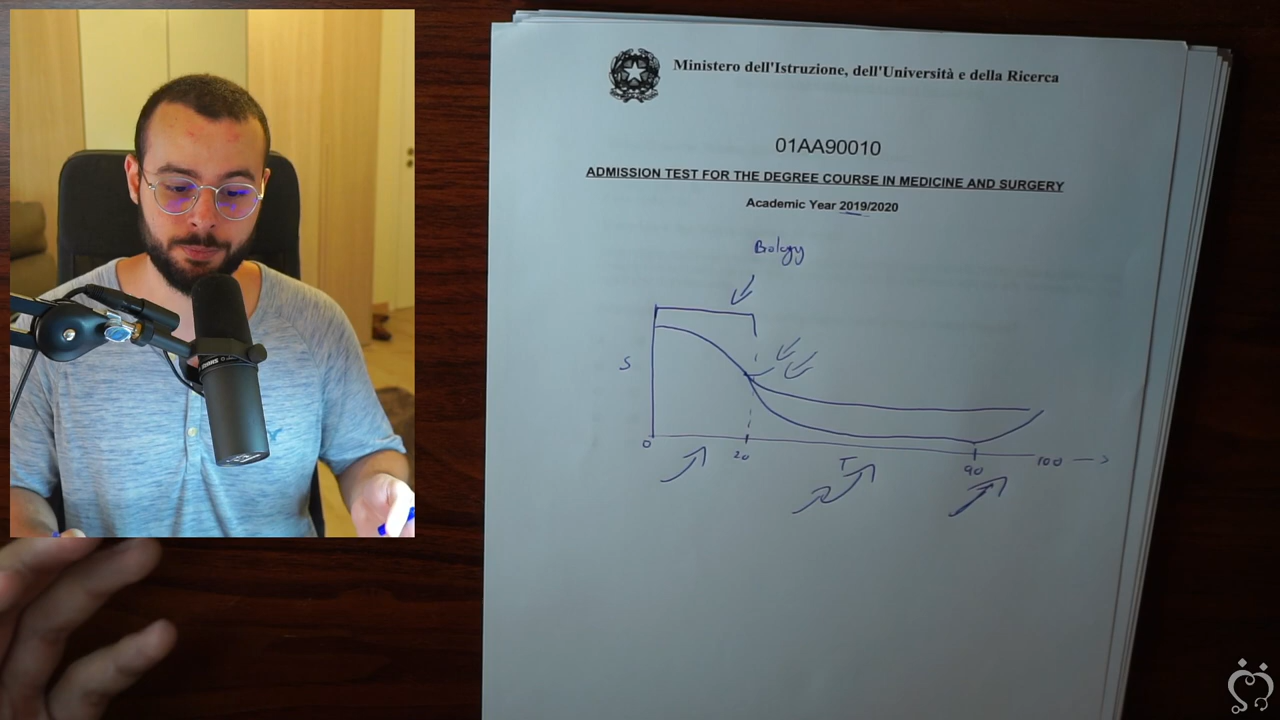 Ministero dell'Istruzione, dell'Università e della Ricerca
01AA90010
ADMISSION TEST FOR THE DEGREE COURSE IN MEDICINE AND SURGERY
Academic Year 2019/2020
Biology
S
0
20
T
90
100